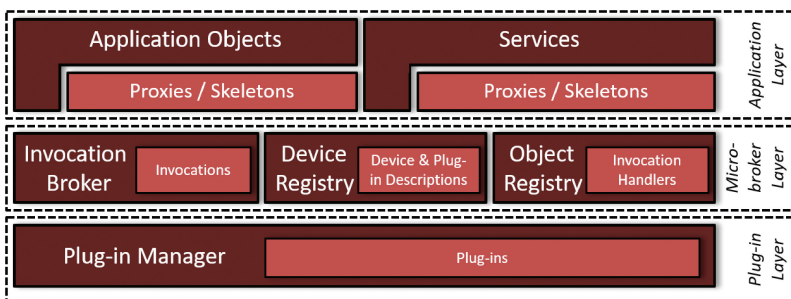 Application Objects
Proxies / Skeletons
Services
Proxies / Skeletons
Application
Layer
Invocation
Broker
Invocations
Device
Registry
Device & Plug-
in Descriptions
Object
Registry
Invocation
Handlers
Micro-
broker
Layer
Plug-in Manager
Plug-ins
Plug-in
Layer